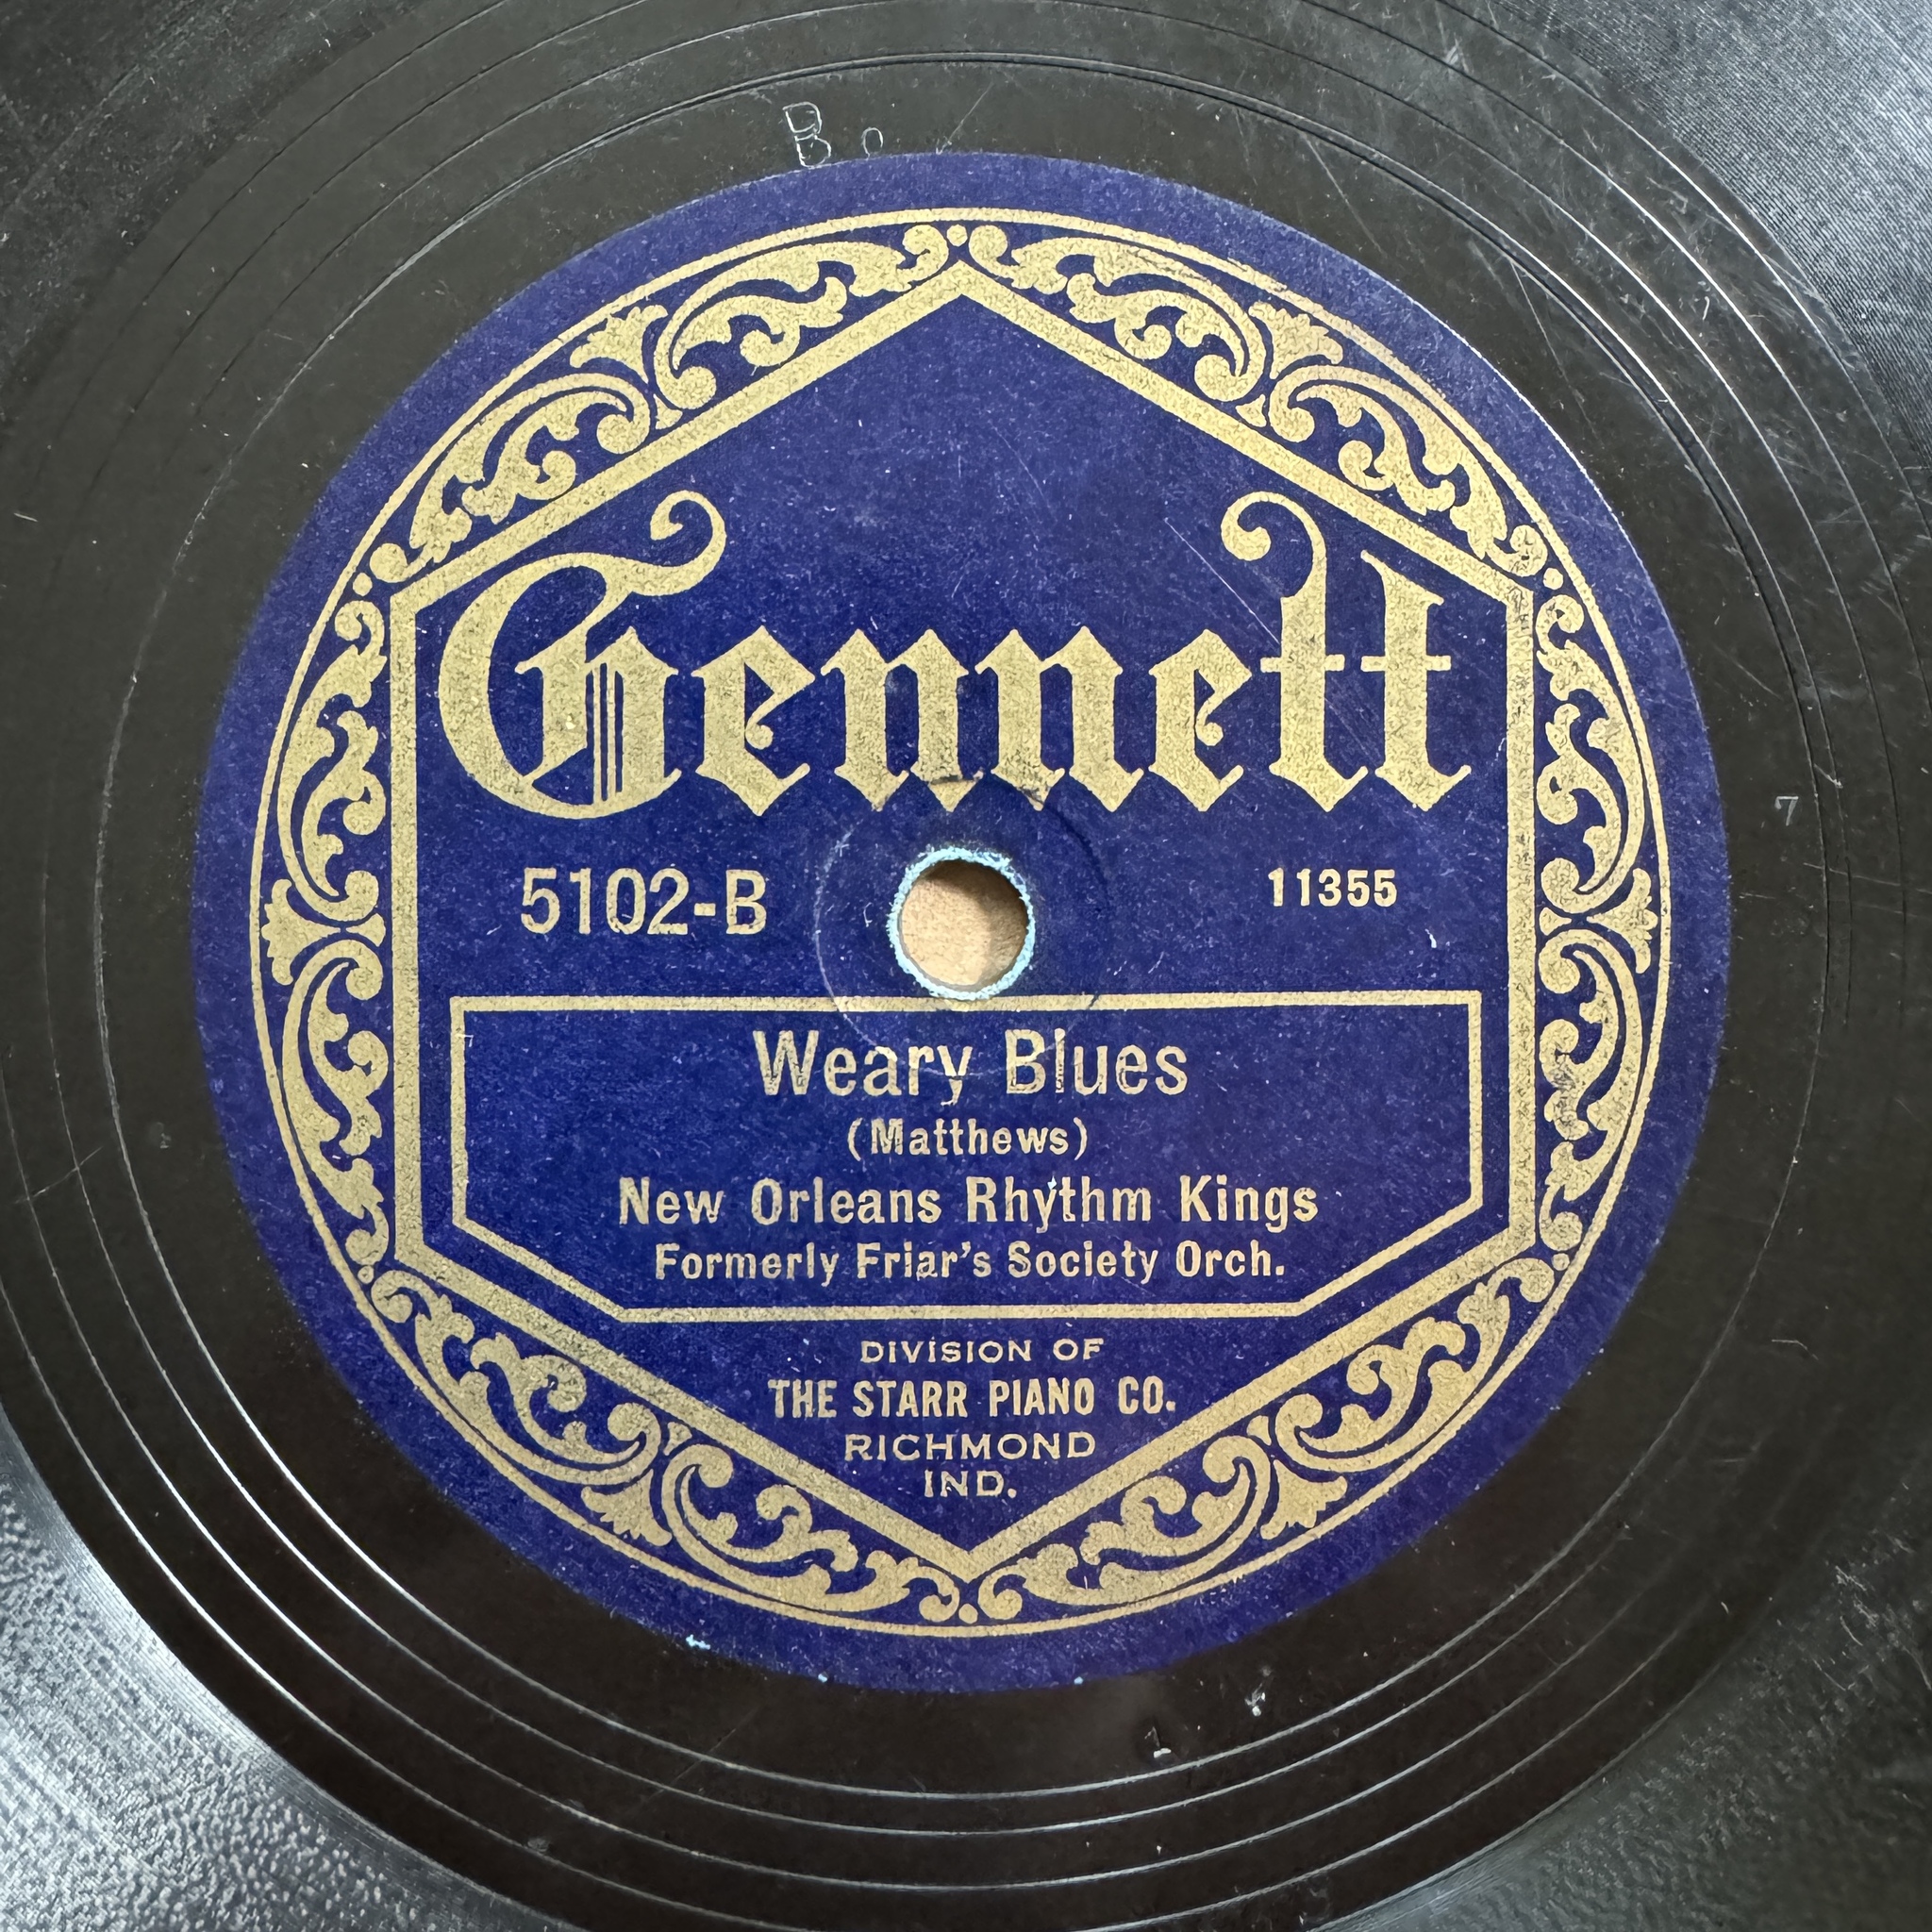 B.
Gennett
5102-B 11355
Weary Blues
(Matthews)
New Orleans Rhythm Kings
Formerly Friar's Society Orch.
DIVISION OF
THE STARR PIANO CO.
RICHMOND
IND.
7